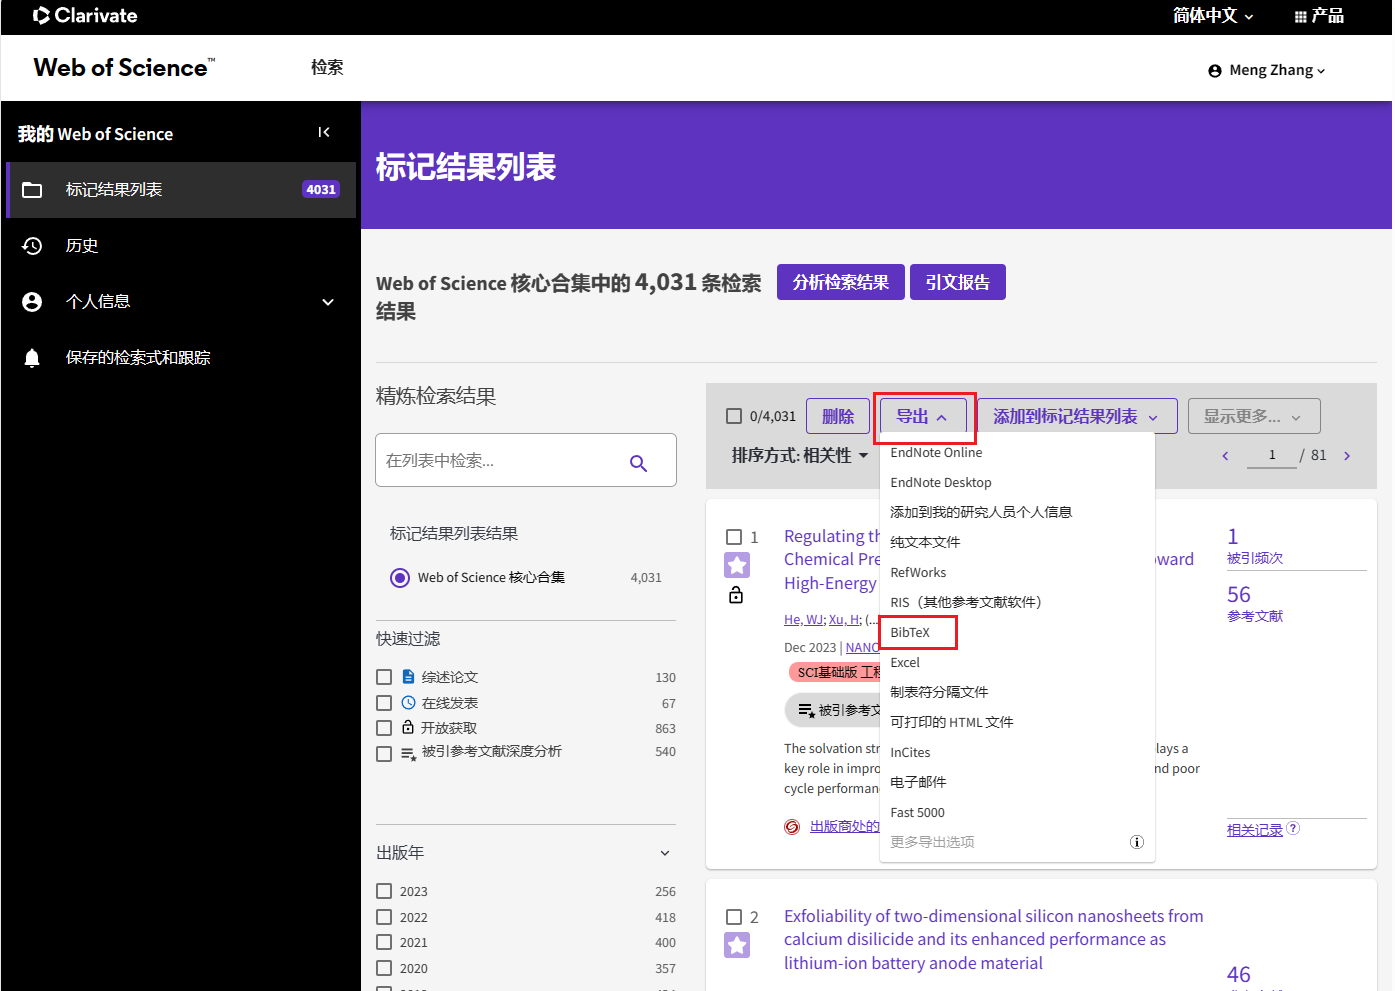 Clarivate
简体中文
产品
Web of Science™
检索
Meng Zhang
我的 Web of Science
标记结果列表
4031
历史
个人信息
保存的检索式和跟踪
标记结果列表
Web of Science 核心合集中的 4,031 条检索
结果
分析检索结果
引文报告
精炼检索结果
在列表中检索...
标记结果列表结果
Web of Science 核心合集
4,031
快速过滤
综述论文
130
在线发表
67
开放获取
863
被引参考文献深度分析
540
出版年
2023
256
2022
418
2021
400
2020
357
0/4,031
删除
导出
添加到标记结果列表
显示更多...
排序方式: 相关性
1 / 81
EndNote Online
EndNote Desktop
添加到我的研究人员个人信息
纯文本文件
RefWorks
RIS（其他参考文献软件）
BibTeX
Excel
制表符分隔文件
可打印的 HTML 文件
InCites
电子邮件
Fast 5000
更多导出选项
1
Regulating th
Chemical Pre
High-Energy
He, WJ; Xu, H; (...
Dec 2023 | NANO
SCI基础版 工程
被引参考文
The solvation str
lays a
key role in impro
nd poor
cycle performan
出版商处的
1
被引频次
56
参考文献
相关记录
2
Exfoliability of two-dimensional silicon nanosheets from
calcium disilicide and its enhanced performance as
lithium-ion battery anode material
46